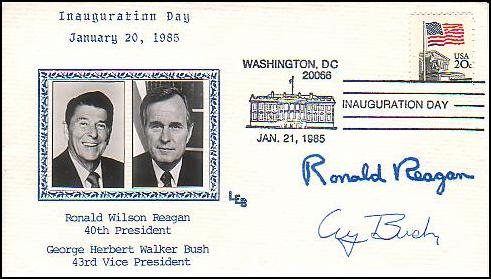 Inauguration Day
January 20, 1985
USA
20c
WASHINGTON, DC
20066
INAUGURATION DAY
JAN. 21, 1985
LEB
Ronald Reagan
G Bush
Ronald Wilson Reagan
40th President
George Herbert Walker Bush
43rd Vice President